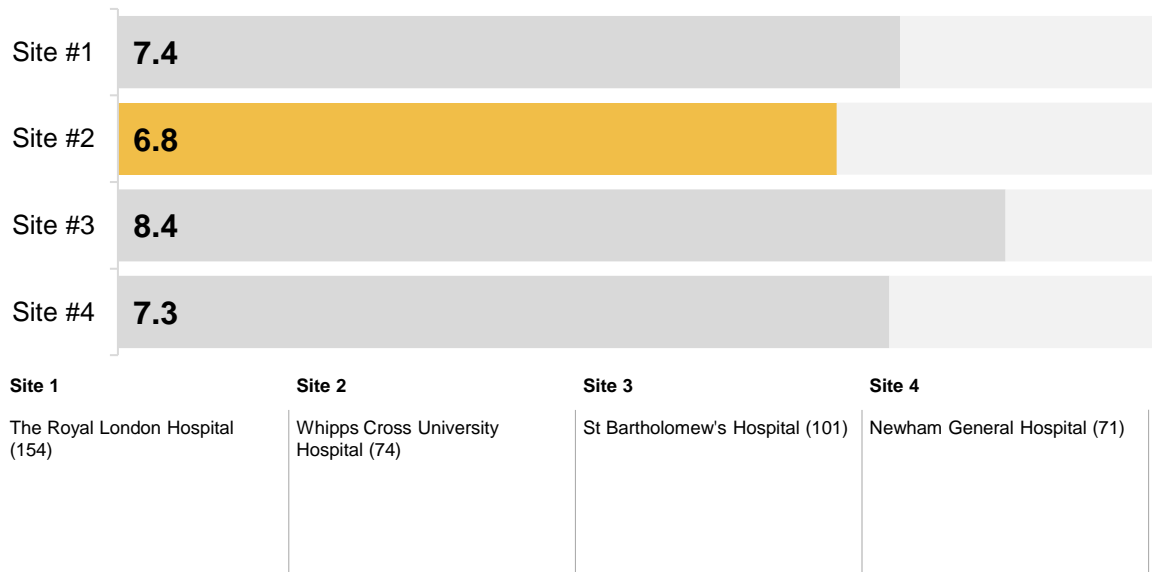 Site #1 7.4
Site #2 6.8
Site #3 8.4
Site #4 7.3
Site 1
The Royal London Hospital
(154)
Site 2
Whipps Cross University
Hospital (74)
Site 3
St Bartholomew's Hospital (101)
Site 4
Newham General Hospital (71)